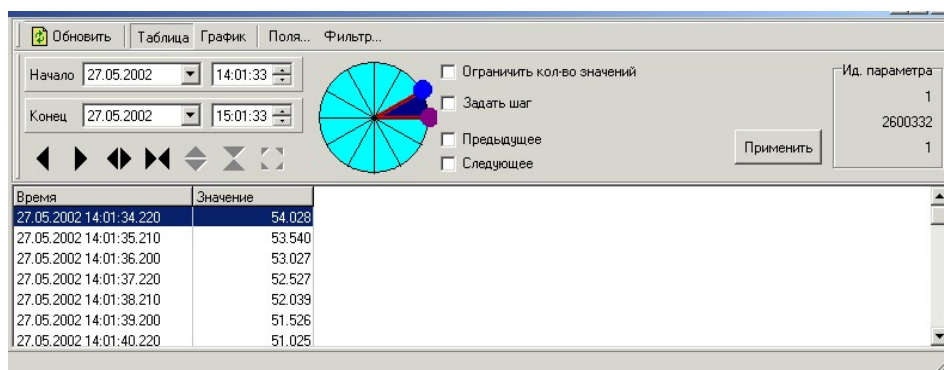 Обновить Таблица График Поля... Фильтр...
Начало 27.05.2002 14:01:33
Конец 27.05.2002 15:01:33
Ограничить кол-во значений
Задать шаг
Предыдущее
Следующее
Применить
Ид. параметра
1
2600332
1
Время Значение
27.05.2002 14:01:34.220 54.028
27.05.2002 14:01:35.210 53.540
27.05.2002 14:01:36.200 53.027
27.05.2002 14:01:37.220 52.527
27.05.2002 14:01:38.210 52.039
27.05.2002 14:01:39.200 51.526
27.05.2002 14:01:40.220 51.025